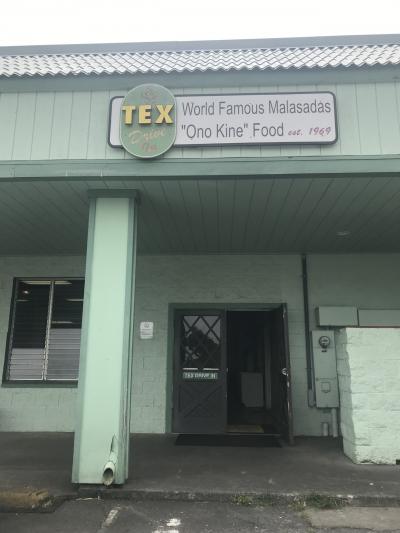 TEX
Drive
In
World Famous Malasadas
"Ono Kine" Food est. 1969
TEX DRIVE IN